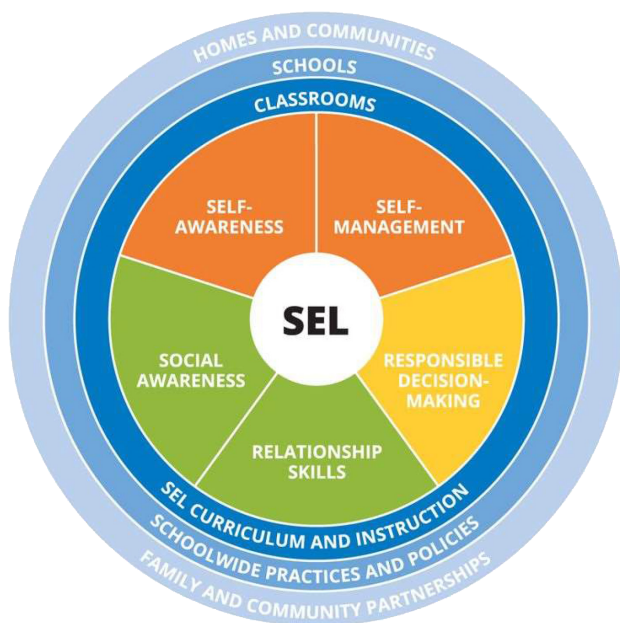 HOMES AND COMMUNITIES
SCHOOLS
CLASSROOMS
SELF-
AWARENESS
SELF-
MANAGEMENT
SEL
SOCIAL
AWARENESS
RESPONSIBLE
DECISION-
MAKING
RELATIONSHIP
SKILLS
SEL CURRICULUM AND INSTRUCTION
SCHOOLWIDE PRACTICES AND POLICIES
FAMILY AND COMMUNITY PARTNERSHIPS